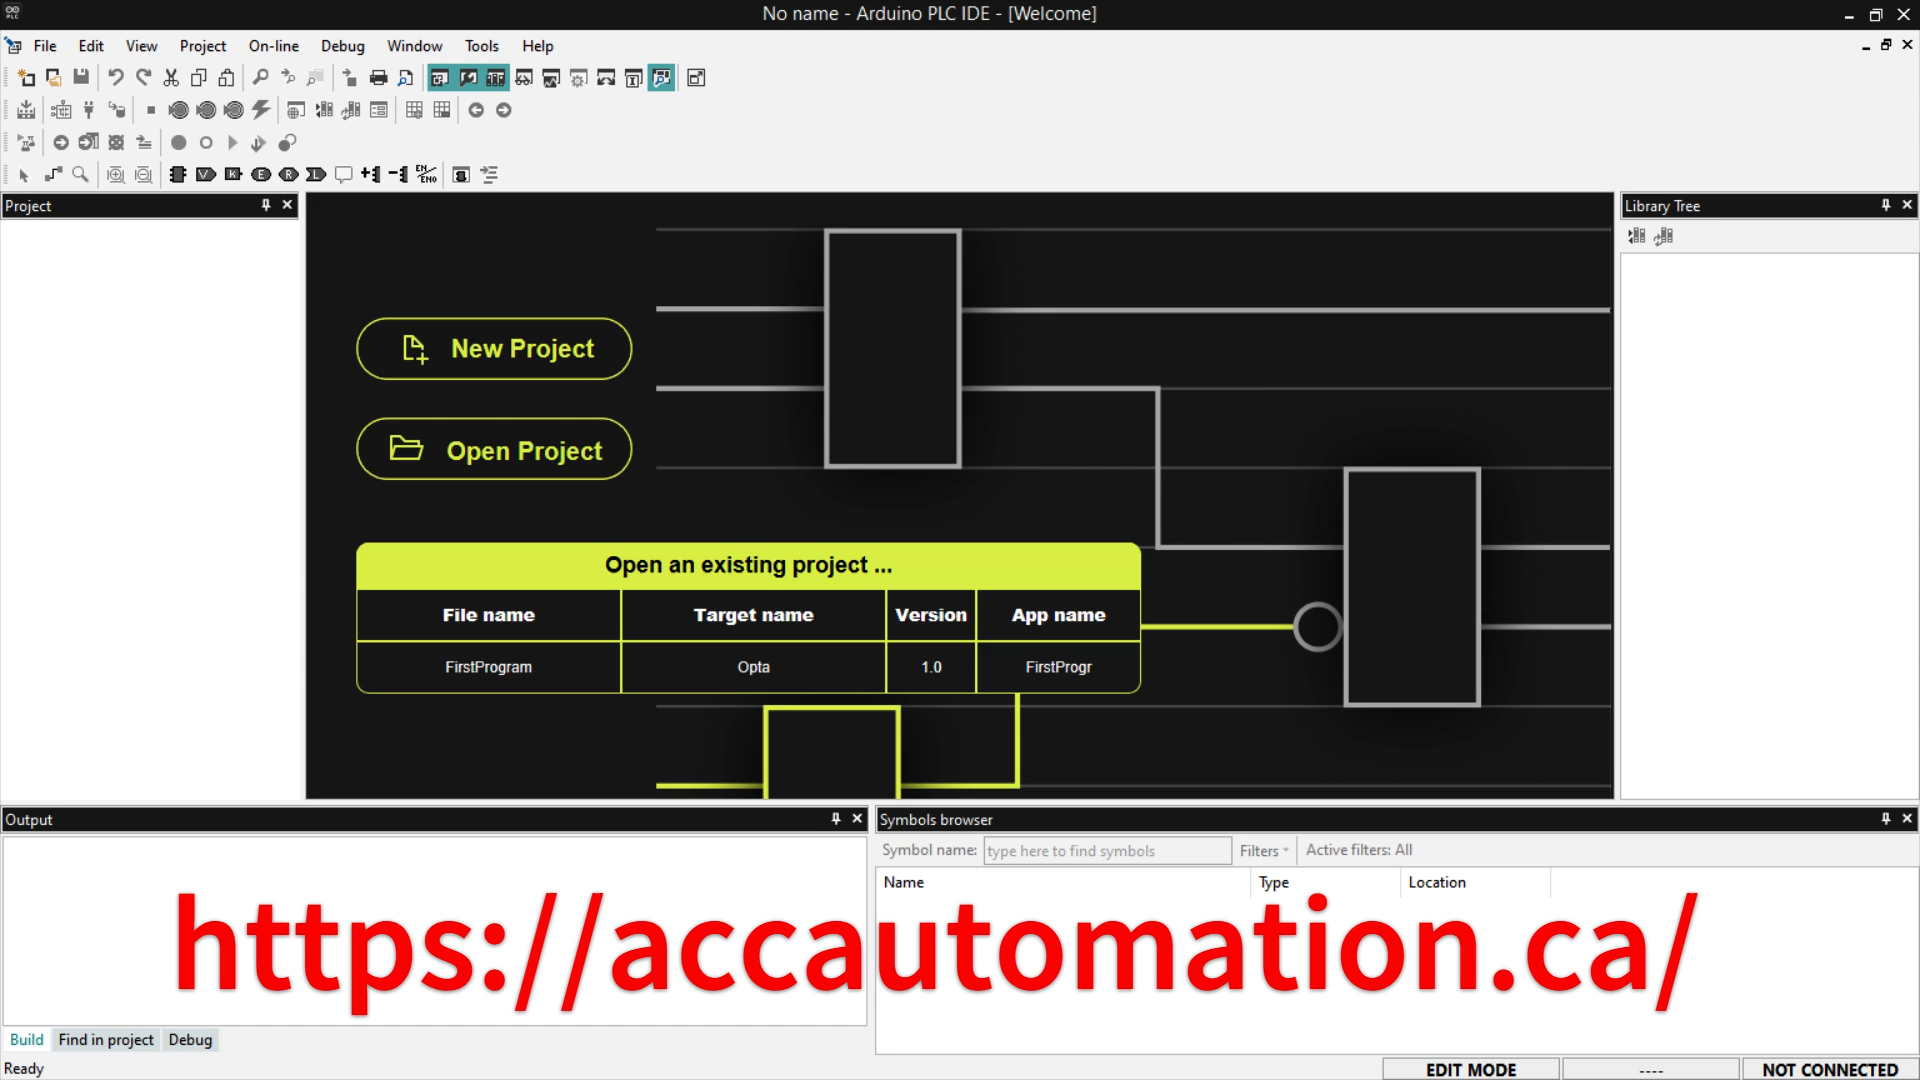 No name - Arduino PLC IDE - [Welcome]
File Edit View Project On-line Debug Window Tools Help
Project
Library Tree
New Project
Open Project
Open an existing project ...
File name Target name Version App name
FirstProgram Opta 1.0 FirstProgr
Output
Symbols browser
Symbol name: type here to find symbols Filters Active filters: All
Name Type Location
https://accautomation.ca/
Build Find in project Debug
Ready
EDIT MODE ---- NOT CONNECTED